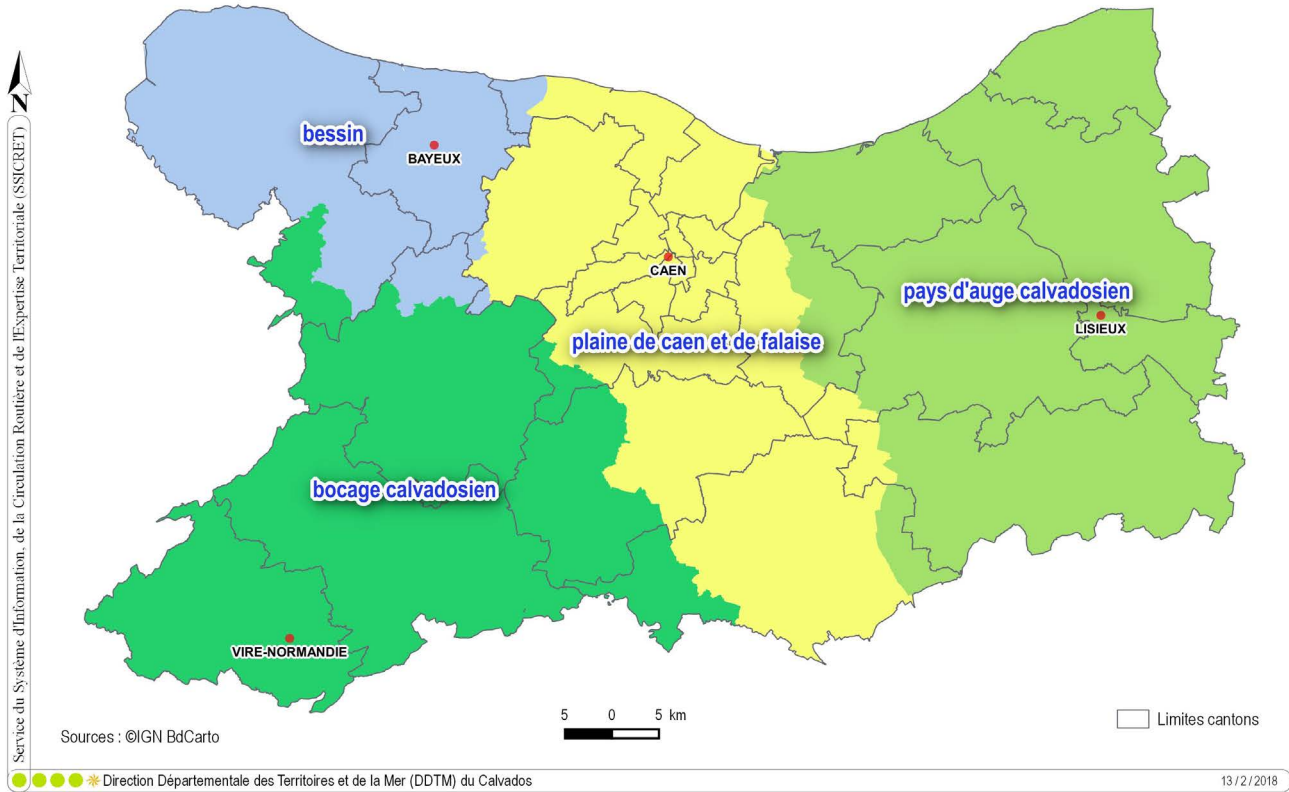 bessin
BAYEUX
CAEN
pays d'auge calvadosien
LISIEUX
plaine de caen et de falaise
bocage calvadosien
VIRE-NORMANDIE
5 0 5 km
Limites cantons
Sources : ©IGN BdCarto
N
Service du Système d'Information, de la Circulation Routière et de l'Expertise Territoriale (SSICRET)
Direction Départementale des Territoires et de la Mer (DDTM) du Calvados
13 / 2 / 2018